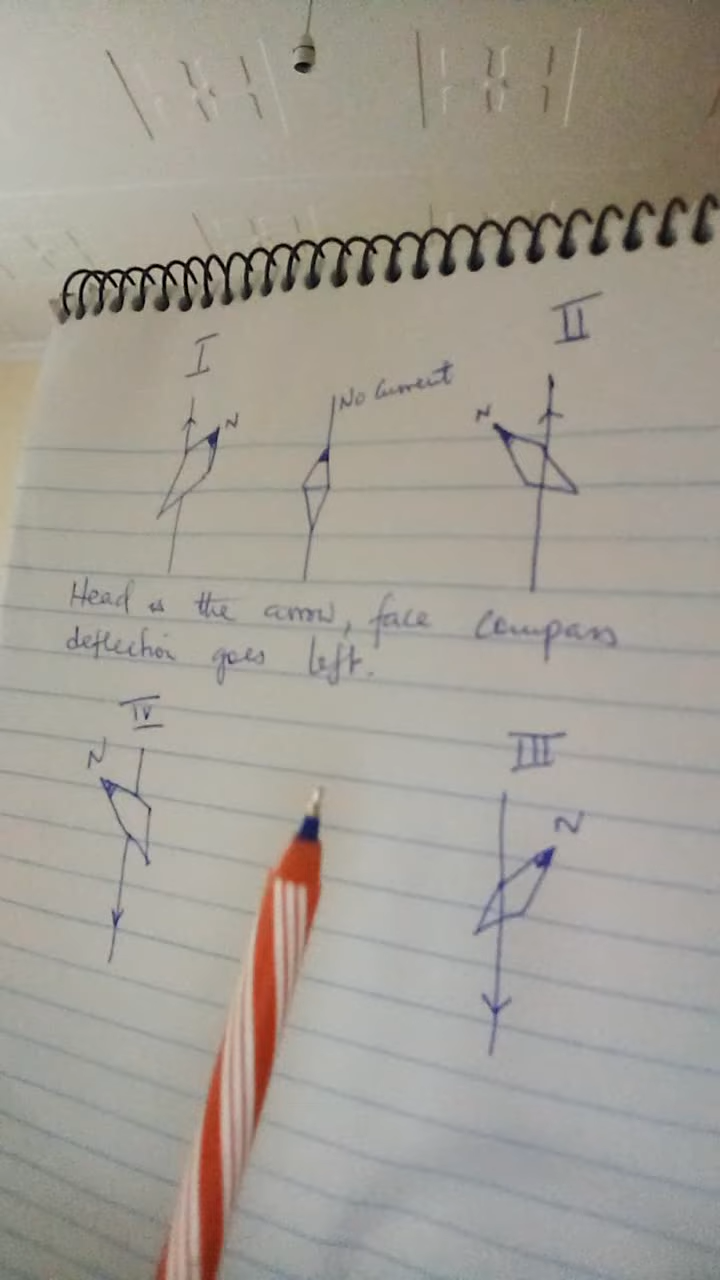 I
II
N
No current
N
Head is the arrow, face compass
deflection goes left.
IV
III
N
N